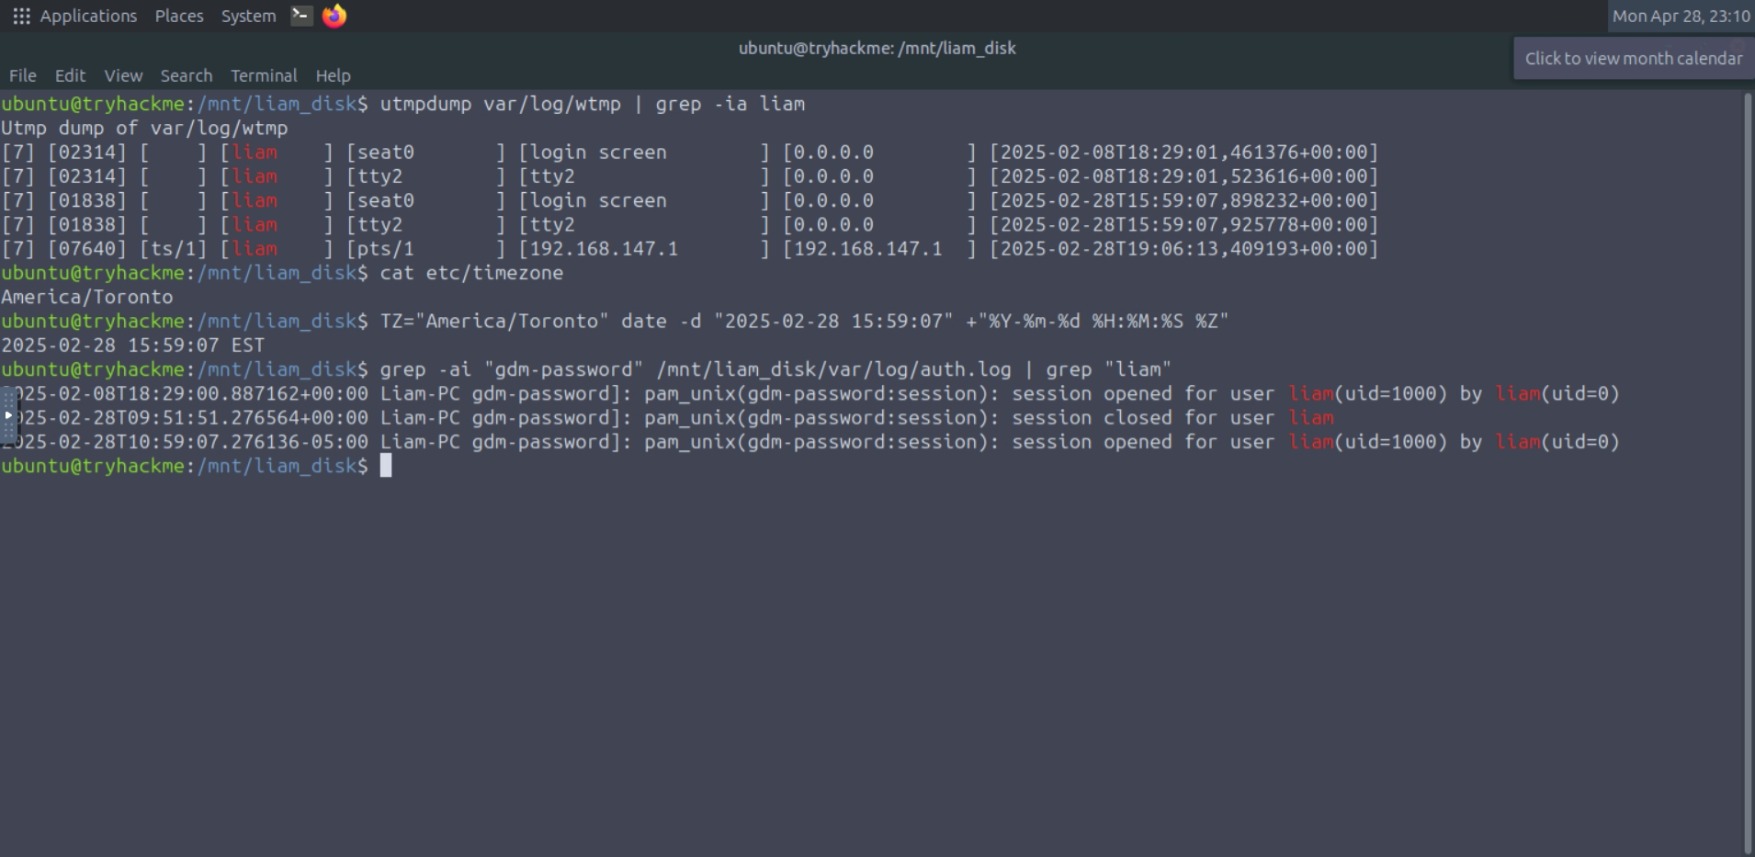 Applications Places System Mon Apr 28, 23:10
ubuntu@tryhackme: /mnt/liam_disk
Click to view month calendar
File Edit View Search Terminal Help
ubuntu@tryhackme:/mnt/liam_disk$ utmpdump var/log/wtmp | grep -ia liam
Utmp dump of var/log/wtmp
[7] [02314] [    ] [liam    ] [seat0       ] [login screen        ] [0.0.0.0        ] [2025-02-08T18:29:01,461376+00:00]
[7] [02314] [    ] [liam    ] [tty2        ] [tty2                ] [0.0.0.0        ] [2025-02-08T18:29:01,523616+00:00]
[7] [01838] [    ] [liam    ] [seat0       ] [login screen        ] [0.0.0.0        ] [2025-02-28T15:59:07,898232+00:00]
[7] [01838] [    ] [liam    ] [tty2        ] [tty2                ] [0.0.0.0        ] [2025-02-28T15:59:07,925778+00:00]
[7] [07640] [ts/1] [liam    ] [pts/1       ] [192.168.147.1       ] [192.168.147.1  ] [2025-02-28T19:06:13,409193+00:00]
ubuntu@tryhackme:/mnt/liam_disk$ cat etc/timezone
America/Toronto
ubuntu@tryhackme:/mnt/liam_disk$ TZ="America/Toronto" date -d "2025-02-28 15:59:07" +"%Y-%m-%d %H:%M:%S %Z"
2025-02-28 15:59:07 EST
ubuntu@tryhackme:/mnt/liam_disk$ grep -ai "gdm-password" /mnt/liam_disk/var/log/auth.log | grep "liam"
2025-02-08T18:29:00.887162+00:00 Liam-PC gdm-password]: pam_unix(gdm-password:session): session opened for user liam(uid=1000) by liam(uid=0)
2025-02-28T09:51:51.276564+00:00 Liam-PC gdm-password]: pam_unix(gdm-password:session): session closed for user liam
2025-02-28T10:59:07.276136-05:00 Liam-PC gdm-password]: pam_unix(gdm-password:session): session opened for user liam(uid=1000) by liam(uid=0)
ubuntu@tryhackme:/mnt/liam_disk$